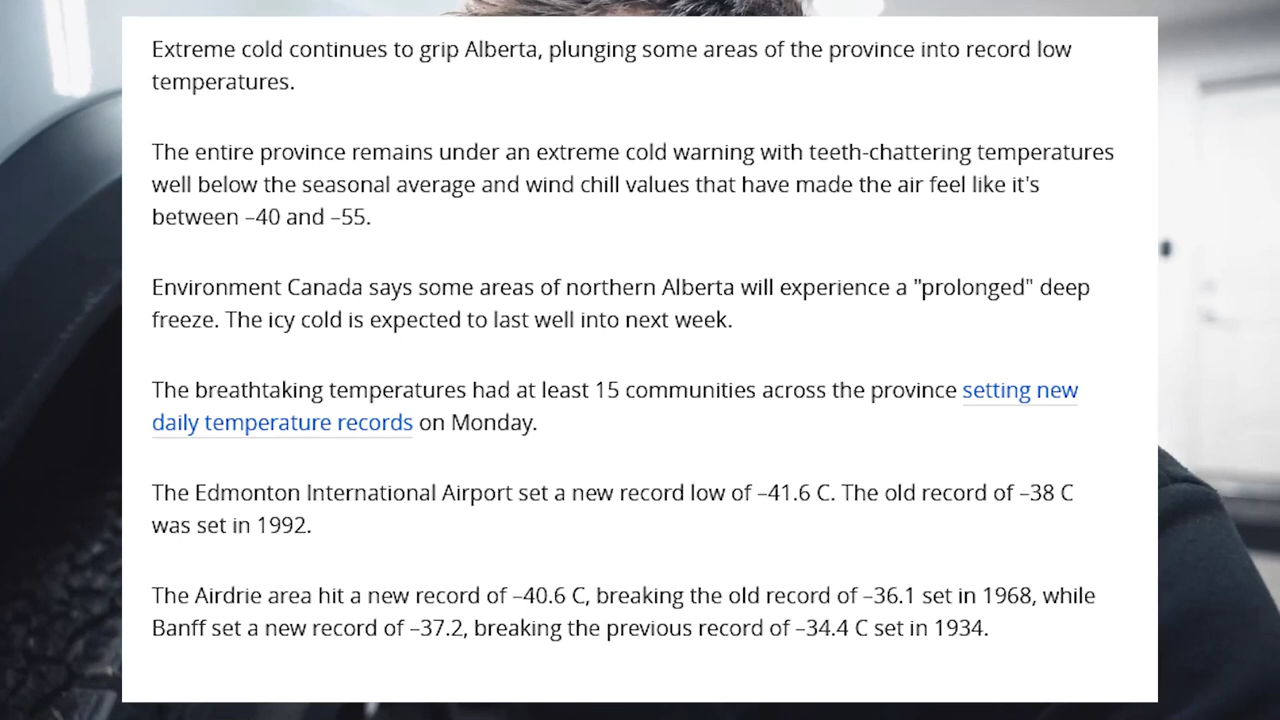 Extreme cold continues to grip Alberta, plunging some areas of the province into record low
temperatures.
The entire province remains under an extreme cold warning with teeth-chattering temperatures
well below the seasonal average and wind chill values that have made the air feel like it's
between –40 and –55.
Environment Canada says some areas of northern Alberta will experience a "prolonged" deep
freeze. The icy cold is expected to last well into next week.
The breathtaking temperatures had at least 15 communities across the province setting new
daily temperature records on Monday.
The Edmonton International Airport set a new record low of –41.6 C. The old record of –38 C
was set in 1992.
The Airdrie area hit a new record of –40.6 C, breaking the old record of –36.1 set in 1968, while
Banff set a new record of –37.2, breaking the previous record of –34.4 C set in 1934.